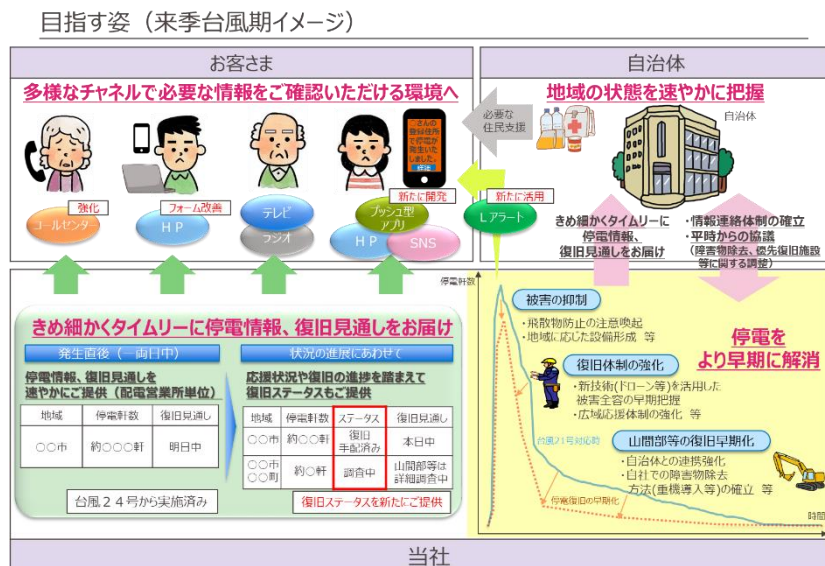 目指す姿（来季台風期イメージ）
お客さま
多様なチャネルで必要な情報をご確認いただける環境へ
○さんの
登録住所
で停電が
発生いた
しました。
強化
コールセンター
フォーム改善
ＨＰ
テレビ
ラジオ
新たに開発
プッシュ型
アプリ
ＨＰ
SNS
自治体
地域の状態を速やかに把握
必要な
住民支援
自治体
新たに活用
Ｌアラート
きめ細かくタイムリーに
停電情報、
復旧見通しをお届け
・情報連絡体制の確立
・平時からの協議
（障害物除去、優先復旧施設
等に関する調整）
きめ細かくタイムリーに停電情報、復旧見通しをお届け
発生直後（一両日中）
停電情報、復旧見通しを
速やかにご提供（配電営業所単位）
地域 停電軒数 復旧見通し
○○市 約○○○軒 明日中
台風２４号から実施済み
状況の進展にあわせて
応援状況や復旧の進捗を踏まえて
復旧ステータスもご提供
地域 停電軒数 ステータス 復旧見通し
○○市 約○○軒 復旧手配済み 本日中
○○市○○町 約○軒 調査中 山間部等は詳細調査中
復旧ステータスを新たにご提供
停電軒数
被害の抑制
・飛散物防止の注意喚起
・地域に応じた設備形成 等
復旧体制の強化
・新技術(ドローン等)を活用した
被害全容の早期把握
・広域応援体制の強化 等
停電を
より早期に解消
台風21号対応時
山間部等の復旧早期化
・自治体との連携強化
・自社での障害物除去
方法(重機導入等)の確立 等
停電復旧の早期化
時間
当社